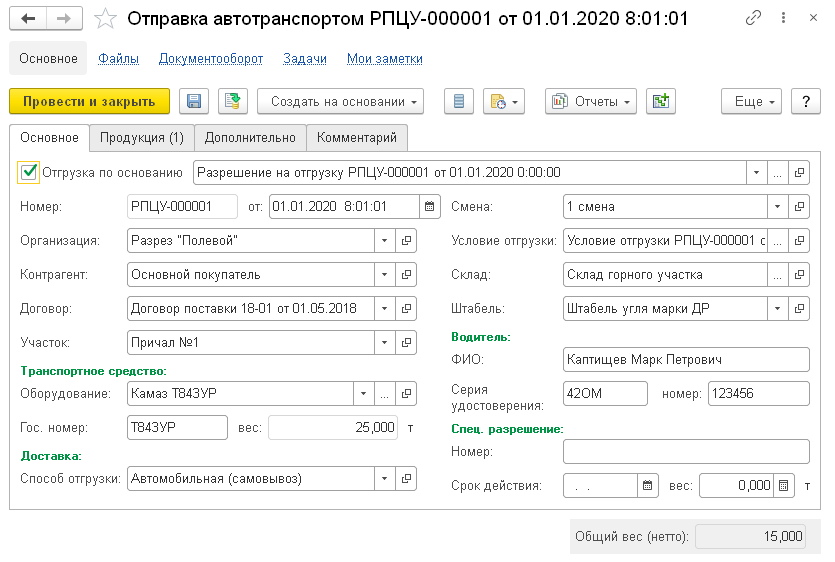 Отправка автотранспортом РПЦУ-000001 от 01.01.2020 8:01:01
Основное Файлы Документооборот Задачи Мои заметки
Провести и закрыть Создать на основании Отчеты Еще ?
Основное Продукция (1) Дополнительно Комментарий
Отгрузка по основанию Разрешение на отгрузку РПЦУ-000001 от 01.01.2020 0:00:00 ...
Номер: РПЦУ-000001 от: 01.01.2020 8:01:01
Организация: Разрез "Полевой"
Контрагент: Основной покупатель
Договор: Договор поставки 18-01 от 01.05.2018
Участок: Причал №1
Транспортное средство:
Оборудование: Камаз Т843УР ...
Гос. номер: Т843УР вес: 25,000 т
Доставка:
Способ отгрузки: Автомобильная (самовывоз)
Смена: 1 смена
Условие отгрузки: Условие отгрузки РПЦУ-000001 о ...
Склад: Склад горного участка ...
Штабель: Штабель угля марки ДР
Водитель:
ФИО: Каптищев Марк Петрович
Серия
удостоверения: 42ОМ номер: 123456
Спец. разрешение:
Номер:
Срок действия: . . вес: 0,000 т
Общий вес (нетто): 15,000